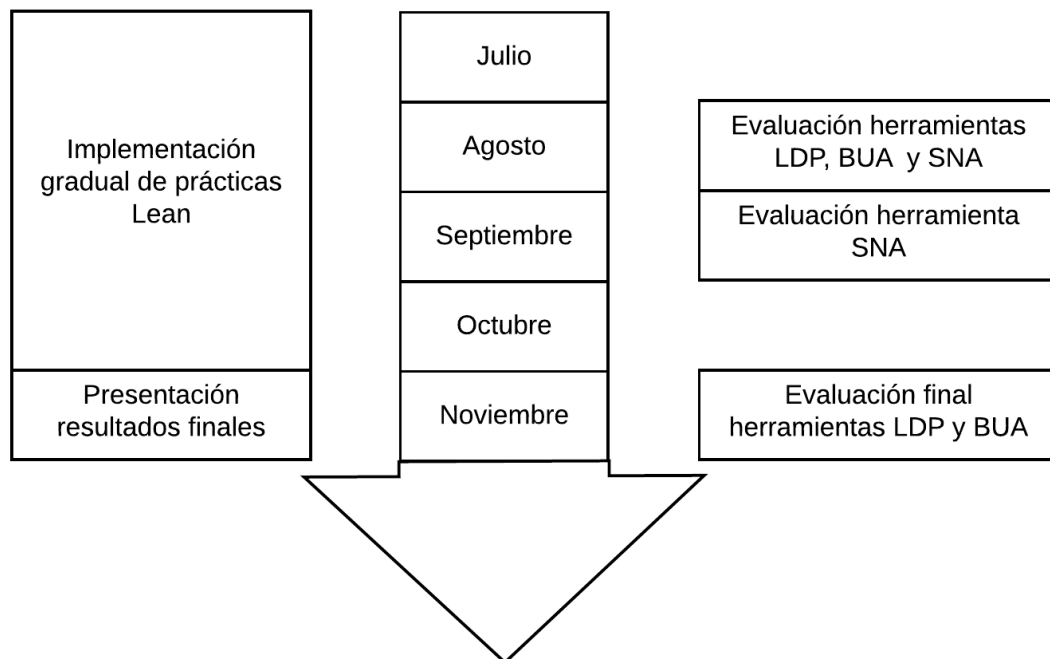 Implementación
gradual de prácticas
Lean
Presentación
resultados finales
Julio
Agosto
Septiembre
Octubre
Noviembre
Evaluación herramientas
LDP, BUA y SNA
Evaluación herramienta
SNA
Evaluación final
herramientas LDP y BUA